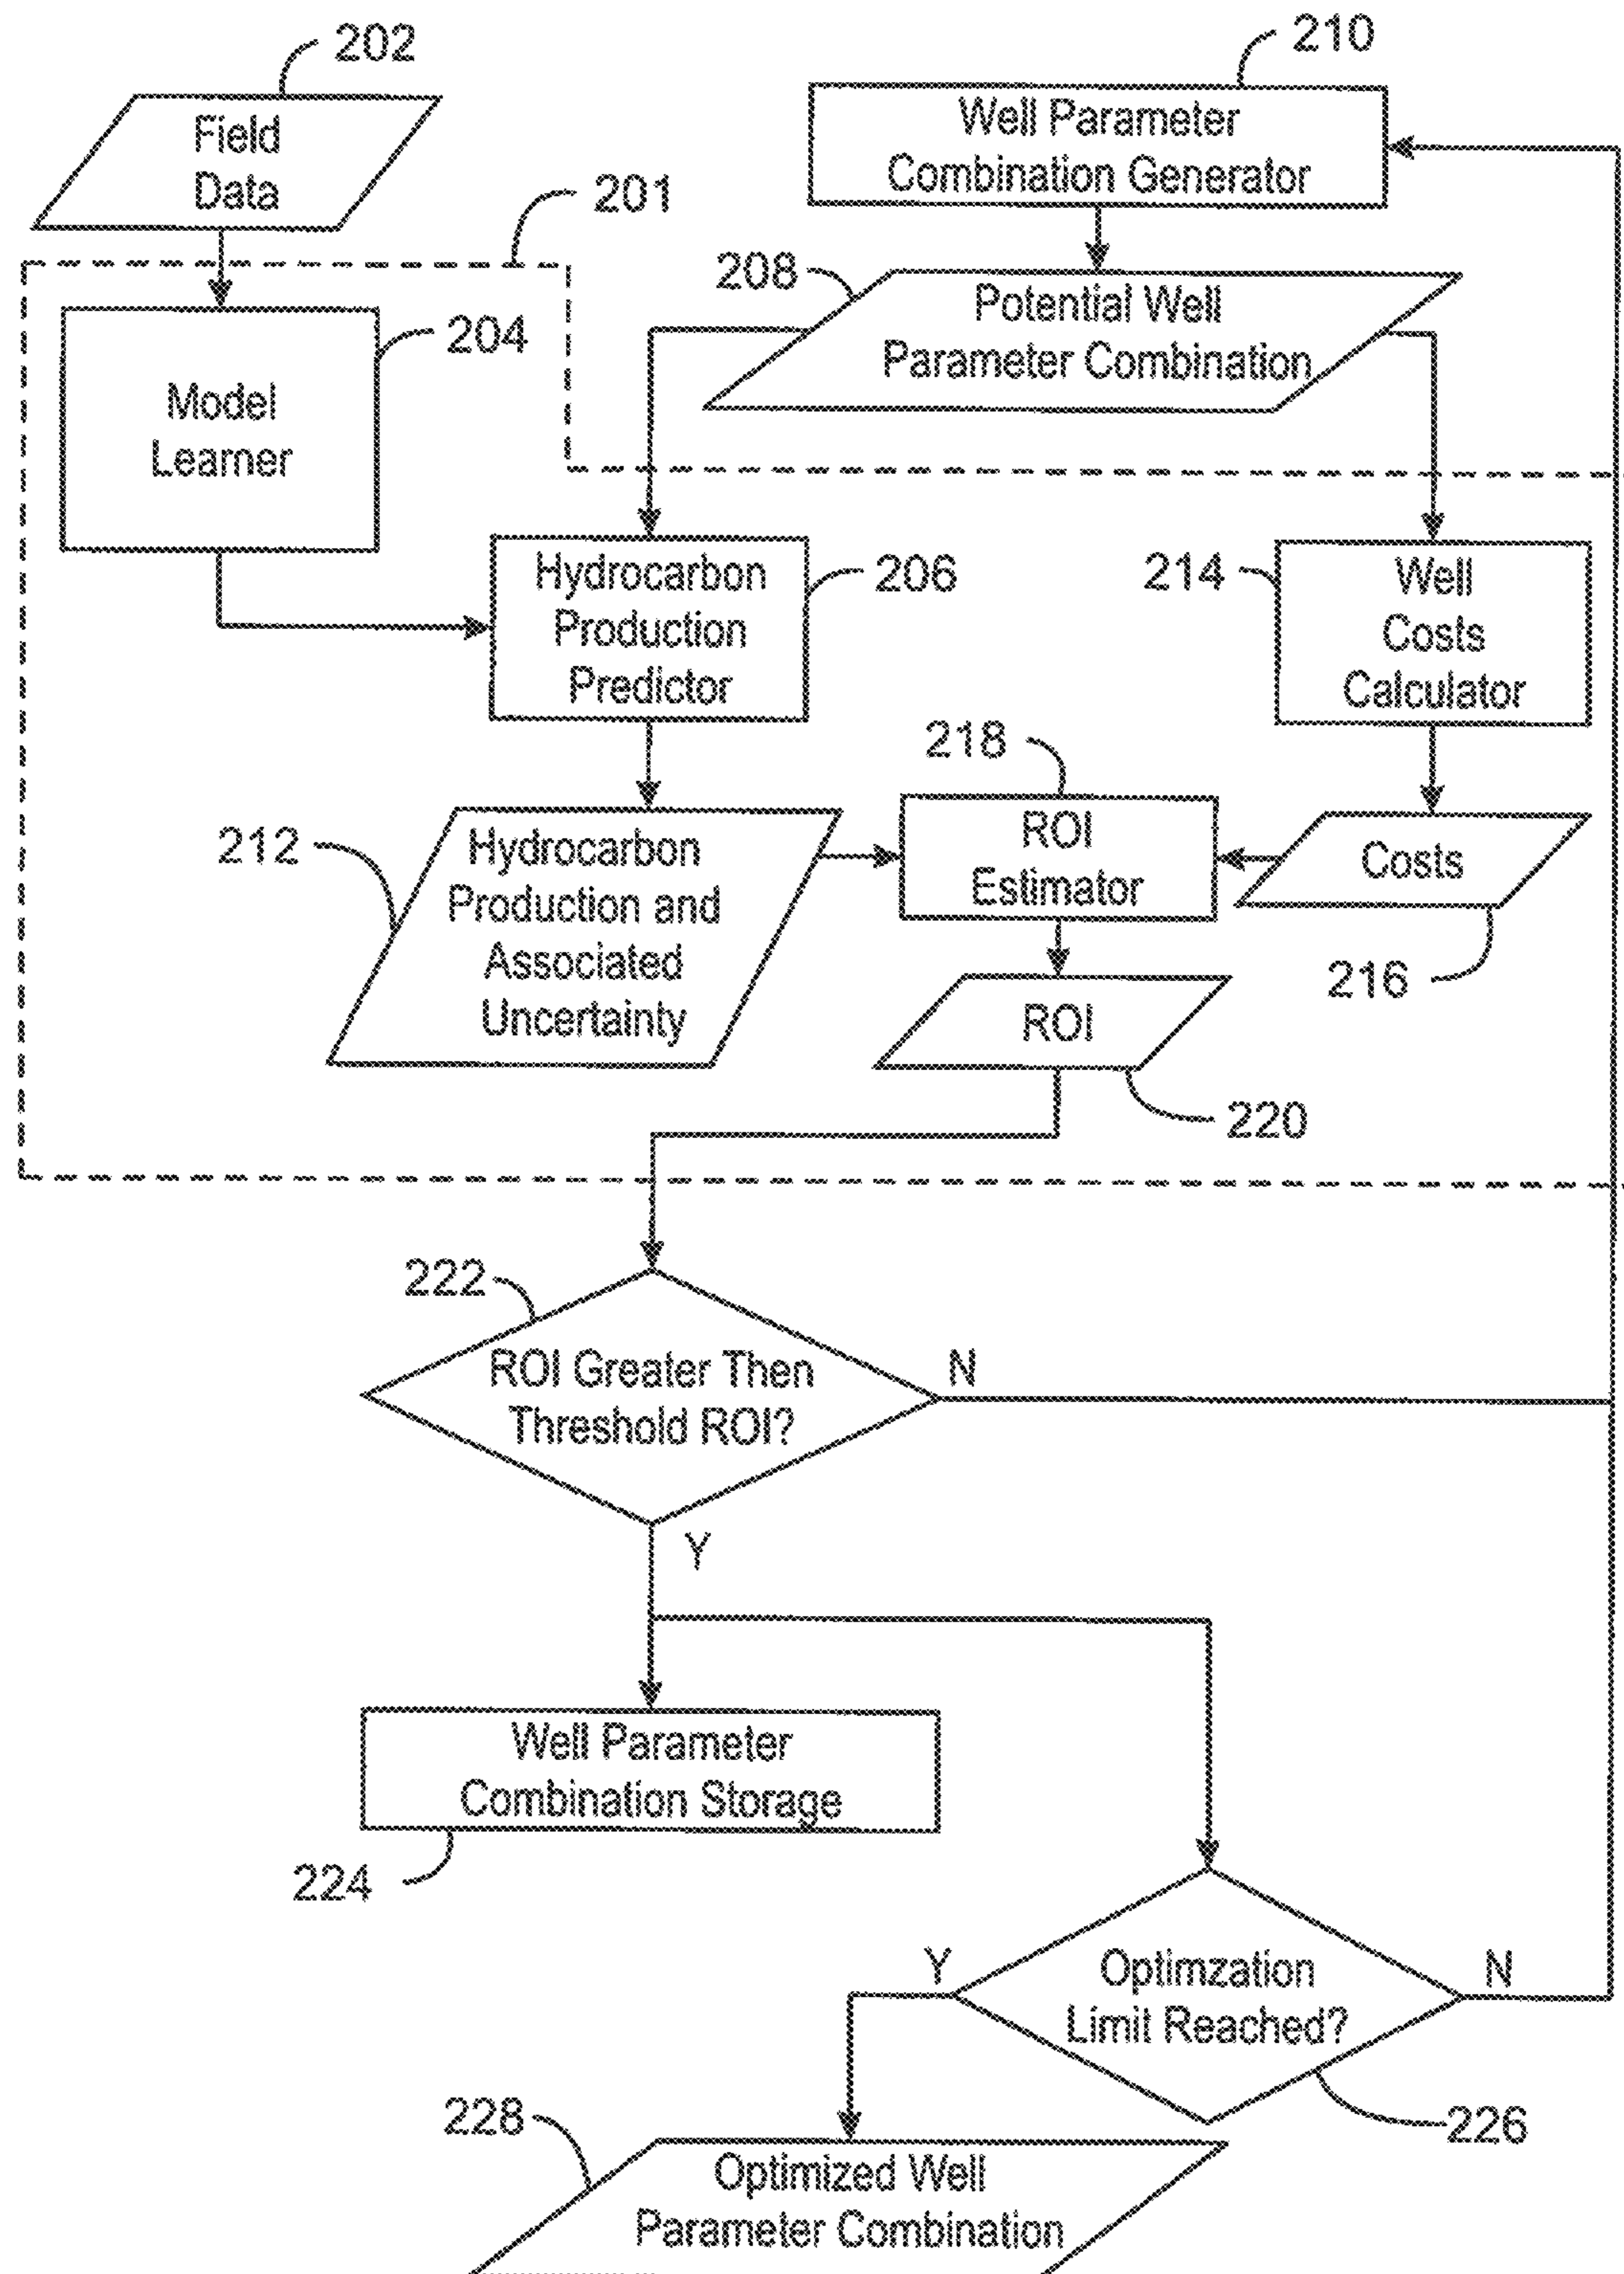 202
210
Field
Data
Well Parameter
Combination Generator
201
208
Potential Well
Parameter Combination
204
Model
Learner
Hydrocarbon
Production
Predictor
206
214
Well
Costs
Calculator
218
212
Hydrocarbon
Production and
Associated
Uncertainty
ROI
Estimator
Costs
216
ROI
220
222
ROI Greater Then
Threshold ROI?
N
Y
Well Parameter
Combination Storage
224
Y
Optimzation
Limit Reached?
N
228
226
Optimized Well
Parameter Combination